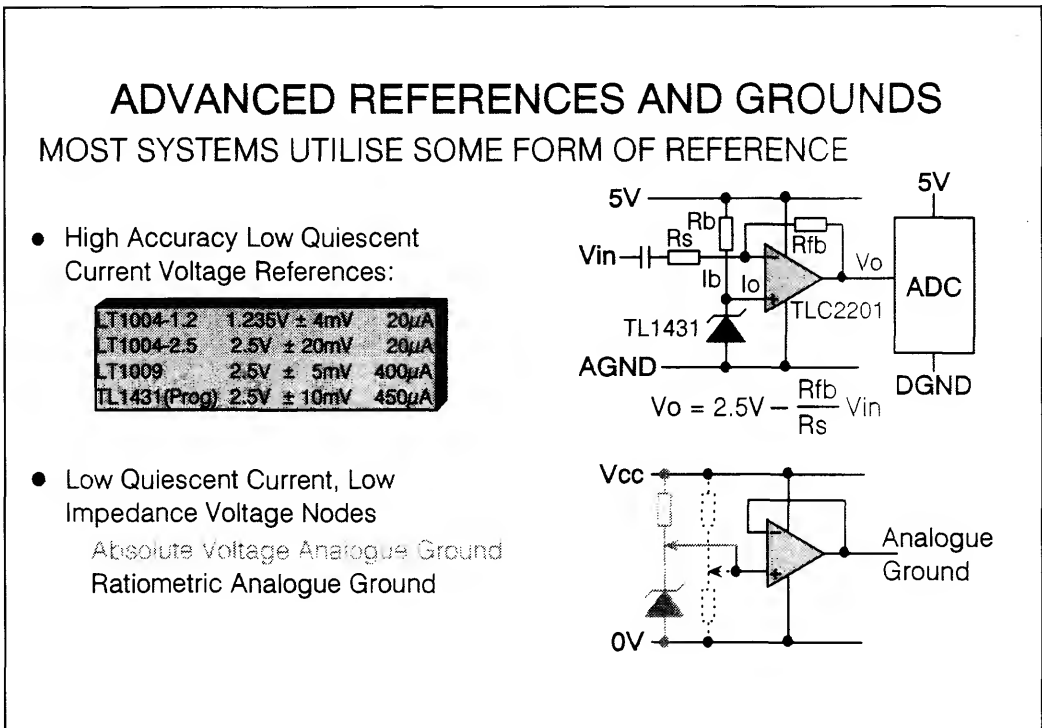 ADVANCED REFERENCES AND GROUNDS
MOST SYSTEMS UTILISE SOME FORM OF REFERENCE
● High Accuracy Low Quiescent
Current Voltage References:
LT1004-1.2 1.235V ± 4mV 20µA
LT1004-2.5 2.5V ± 20mV 20µA
LT1009 2.5V ± 5mV 400µA
TL1431(Prog) 2.5V ± 10mV 450µA
5V
5V
Rb
Rs
Rfb
Vin
Vo
Ib
Io
−
+
ADC
TLC2201
TL1431
AGND
DGND
Vo = 2.5V − Rfb/Rs Vin
● Low Quiescent Current, Low
Impedance Voltage Nodes
Absolute Voltage Analogue Ground
Ratiometric Analogue Ground
Vcc
−
+
Analogue
Ground
0V